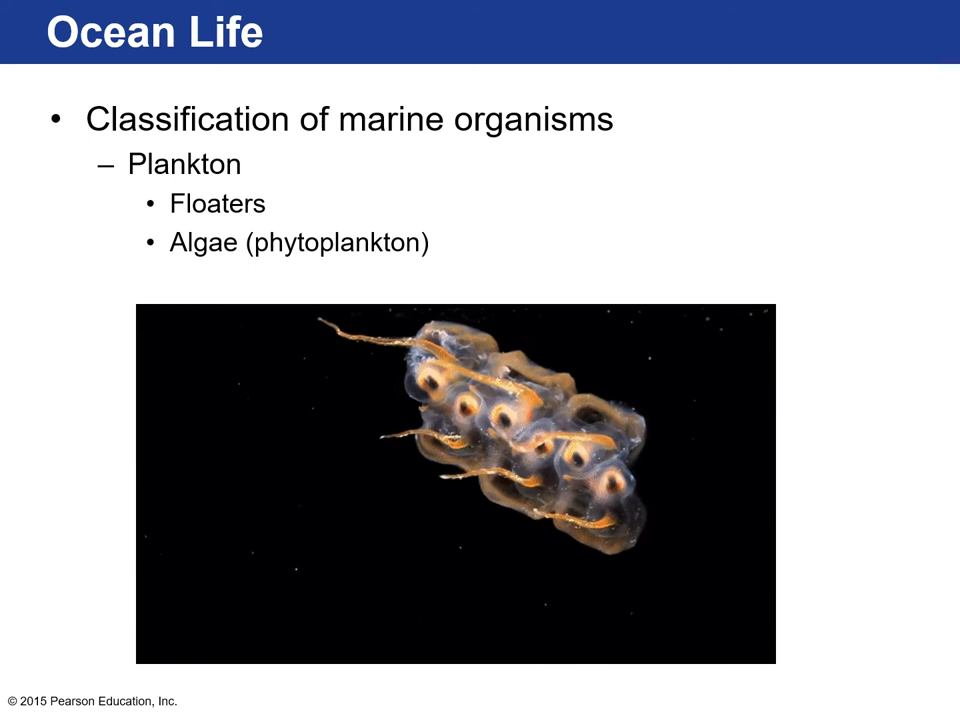 Ocean Life
• Classification of marine organisms
– Plankton
• Floaters
• Algae (phytoplankton)
© 2015 Pearson Education, Inc.